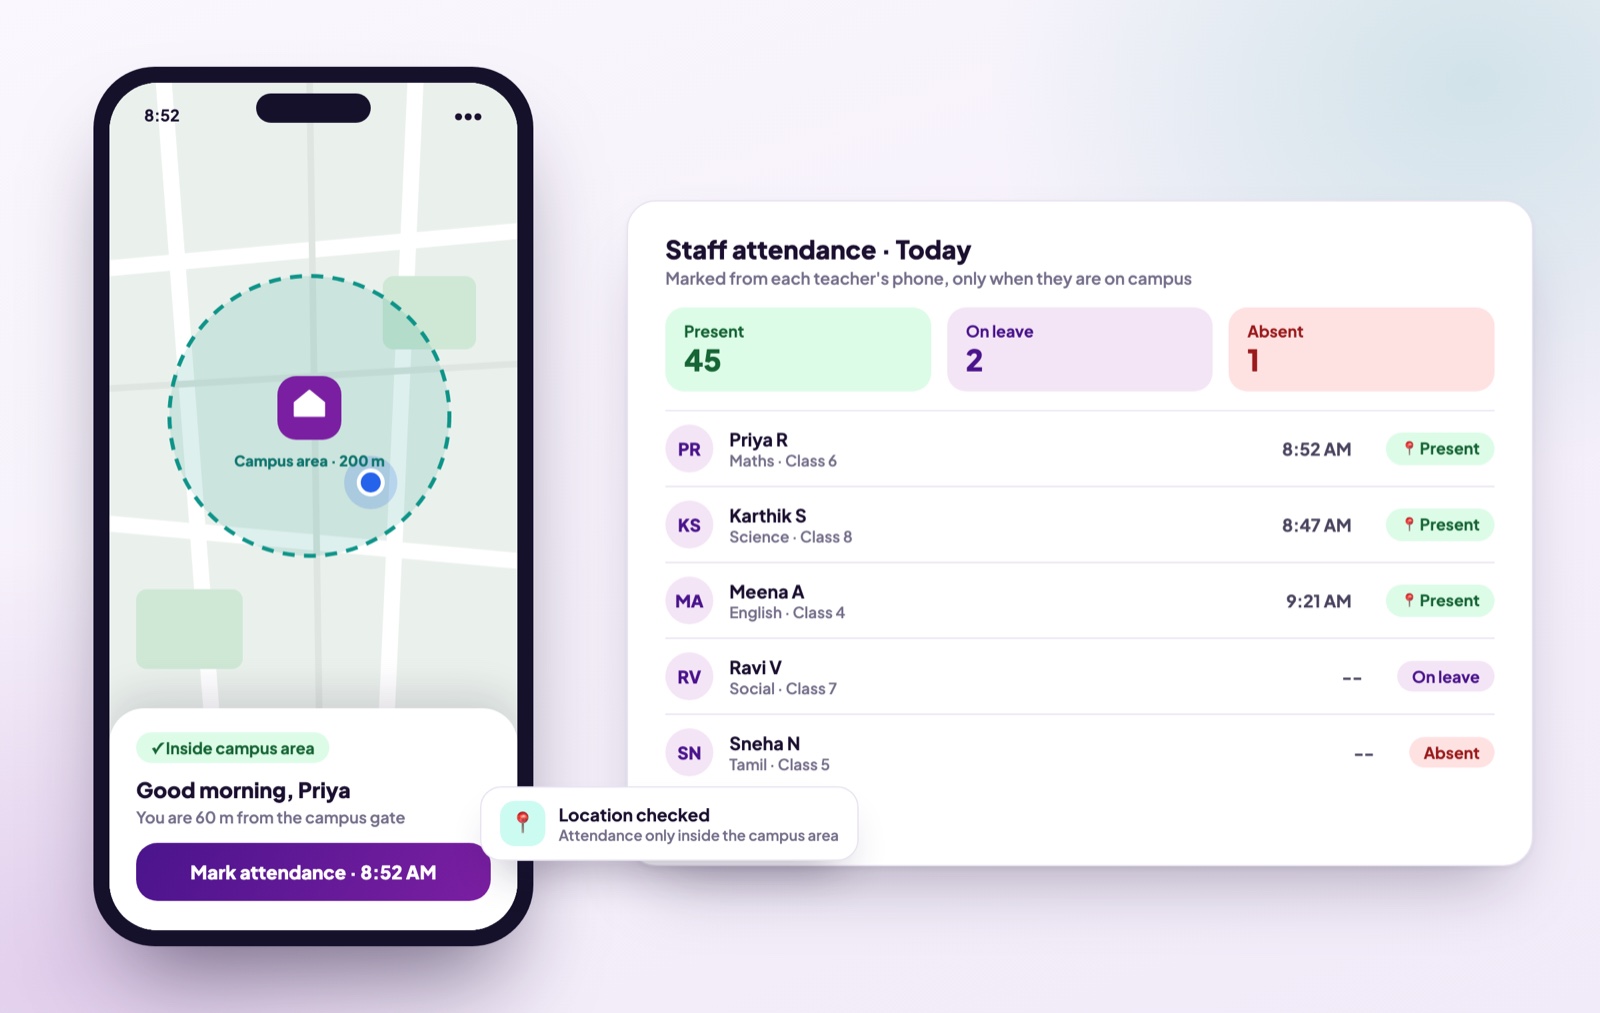 8:52
Campus area · 200 m
✓Inside campus area
Good morning, Priya
You are 60 m from the campus gate
Mark attendance · 8:52 AM
Staff attendance · Today
Marked from each teacher's phone, only when they are on campus
Present
45
On leave
2
Absent
1
PR
Priya R
Maths · Class 6
8:52 AM
Present
KS
Karthik S
Science · Class 8
8:47 AM
Present
MA
Meena A
English · Class 4
9:21 AM
Present
RV
Ravi V
Social · Class 7
--
On leave
SN
Sneha N
Tamil · Class 5
--
Absent
Location checked
Attendance only inside the campus area